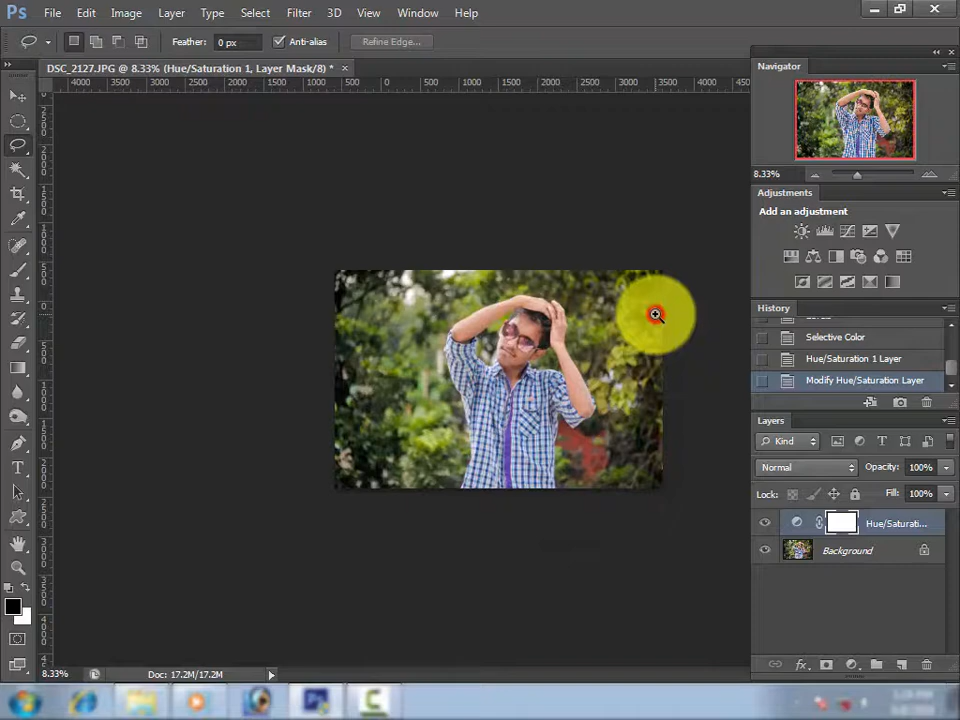 Ps File Edit Image Layer Type Select Filter 3D View Window Help
Feather: 0 px Anti-alias Refine Edge...
DSC_2127.JPG @ 8.33% (Hue/Saturation 1, Layer Mask/8) * ×
4000 3500 3000 2500 2000 1500 1000 500 0 500 1000 1500 2000 2500 3000 3500 4000 450
Navigator
8.33%
Adjustments
Add an adjustment
History
Selective Color
Hue/Saturation 1 Layer
Modify Hue/Saturation Layer
Layers
Kind
Normal Opacity: 100%
Lock: Fill: 100%
Hue/Saturati...
Background
T
8.33% Doc: 17.2M/17.2M